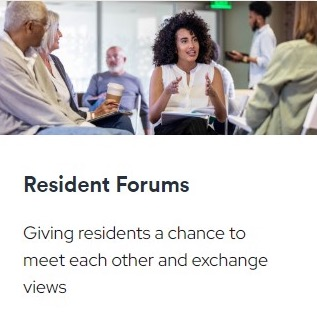 Resident Forums
Giving residents a chance to
meet each other and exchange
views